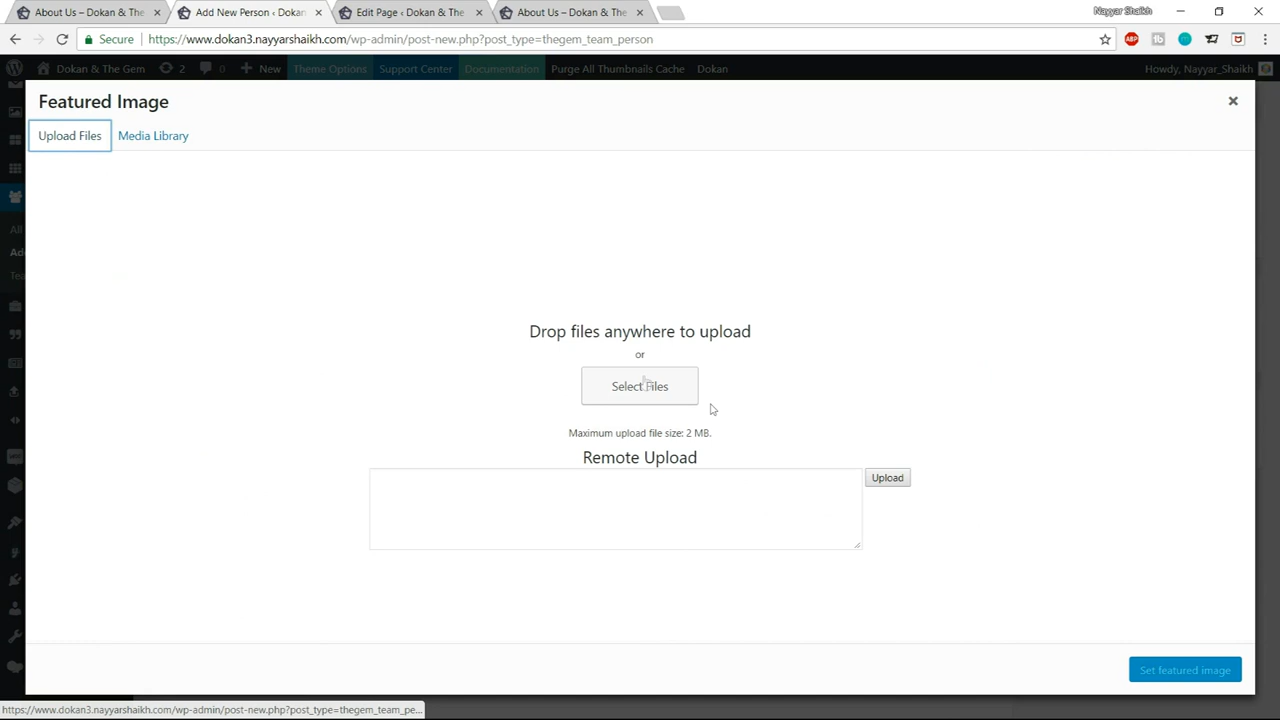 About Us – Dokan & The
Add New Person ‹ Dokan
Edit Page ‹ Dokan & The
About Us – Dokan & The
Nayyar Shaikh
Secure
https://www.dokan3.nayyarshaikh.com/wp-admin/post-new.php?post_type=thegem_team_person
ABP
Dokan & The Gem
2
0
New
Theme Options
Support Center
Documentation
Purge All Thumbnails Cache
Dokan
Howdy, Nayyar_Shaikh
Featured Image
Upload Files
Media Library
All
Ad
Drop files anywhere to upload
or
Select Files
Maximum upload file size: 2 MB.
Remote Upload
Upload
Set featured image
https://www.dokan3.nayyarshaikh.com/wp-admin/post-new.php?post_type=thegem_team_pe...